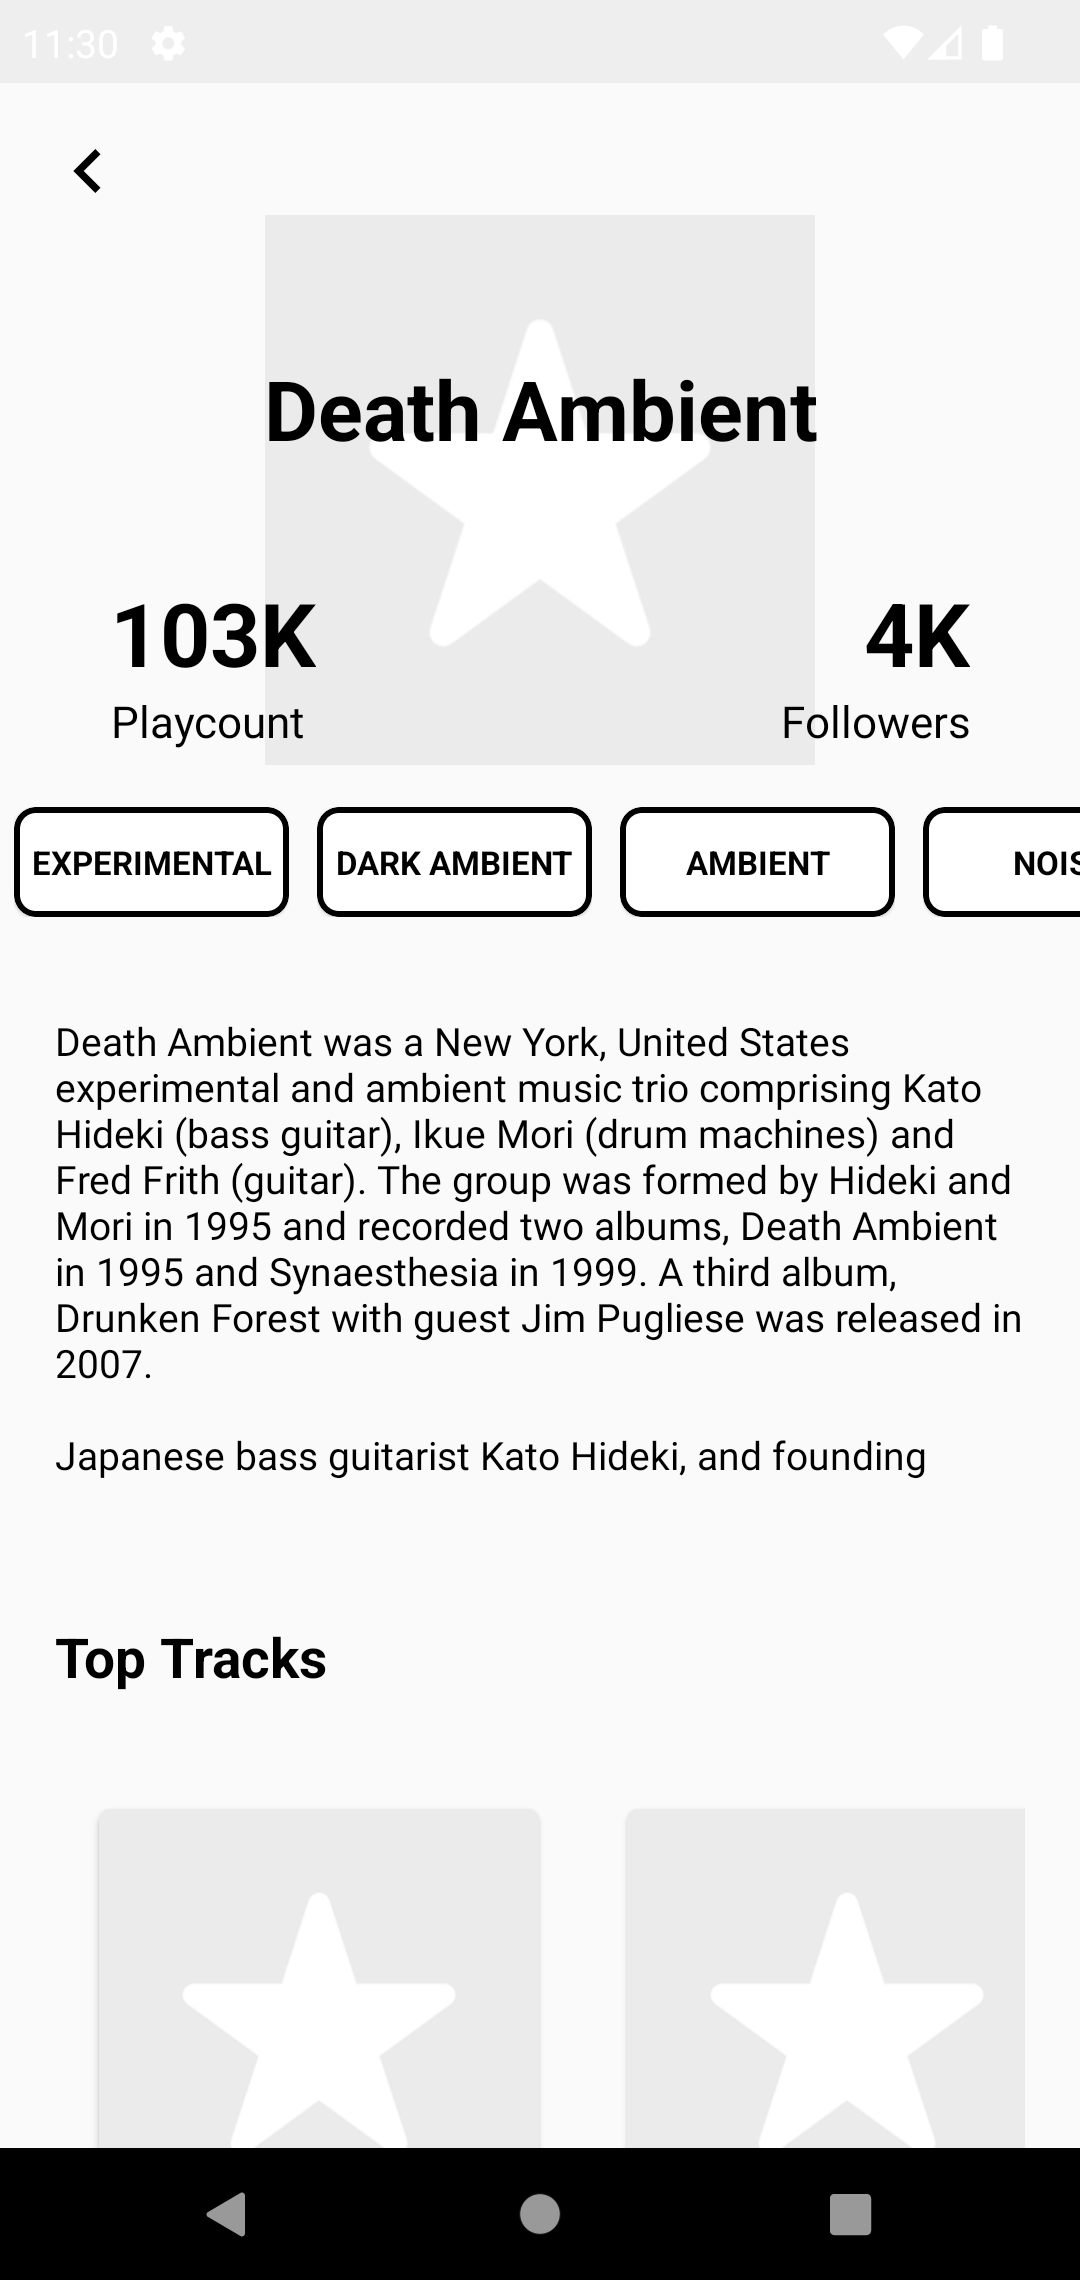 11:30
Death Ambient
103K
4K
Playcount
Followers
EXPERIMENTAL
DARK AMBIENT
AMBIENT
NOIS
Death Ambient was a New York, United States
experimental and ambient music trio comprising Kato
Hideki (bass guitar), Ikue Mori (drum machines) and
Fred Frith (guitar). The group was formed by Hideki and
Mori in 1995 and recorded two albums, Death Ambient
in 1995 and Synaesthesia in 1999. A third album,
Drunken Forest with guest Jim Pugliese was released in
2007.
Japanese bass guitarist Kato Hideki, and founding
Top Tracks